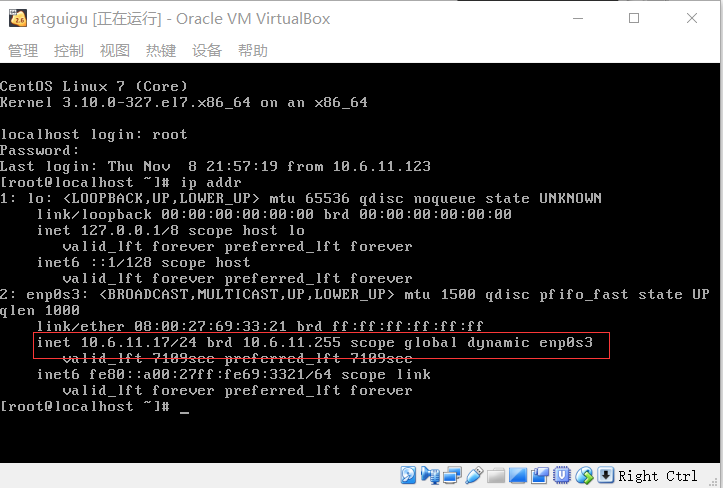 atguigu [正在运行] - Oracle VM VirtualBox
管理 控制 视图 热键 设备 帮助
CentOS Linux 7 (Core)
Kernel 3.10.0-327.el7.x86_64 on an x86_64
localhost login: root
Password:
Last login: Thu Nov  8 21:57:19 from 10.6.11.123
[root@localhost ~]# ip addr
1: lo: <LOOPBACK,UP,LOWER_UP> mtu 65536 qdisc noqueue state UNKNOWN
    link/loopback 00:00:00:00:00:00 brd 00:00:00:00:00:00
    inet 127.0.0.1/8 scope host lo
       valid_lft forever preferred_lft forever
    inet6 ::1/128 scope host
       valid_lft forever preferred_lft forever
2: enp0s3: <BROADCAST,MULTICAST,UP,LOWER_UP> mtu 1500 qdisc pfifo_fast state UP
qlen 1000
    link/ether 08:00:27:69:33:21 brd ff:ff:ff:ff:ff:ff
    inet 10.6.11.17/24 brd 10.6.11.255 scope global dynamic enp0s3
       valid_lft 7109sec preferred_lft 7109sec
    inet6 fe80::a00:27ff:fe69:3321/64 scope link
       valid_lft forever preferred_lft forever
[root@localhost ~]# _
Right Ctrl